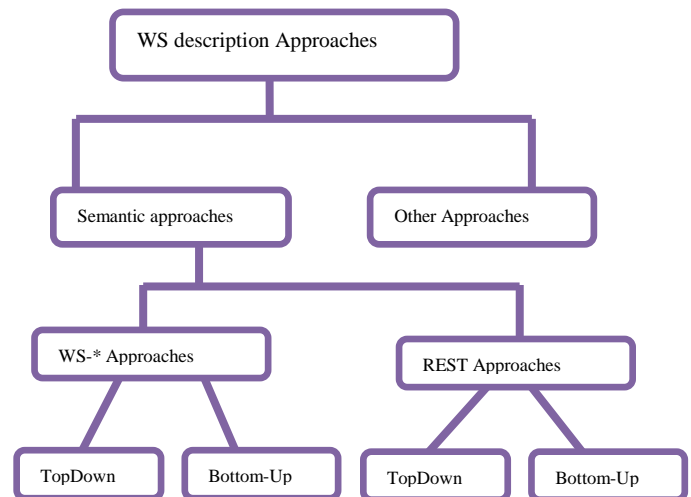 WS description Approaches
Semantic approaches
Other Approaches
WS-* Approaches
REST Approaches
TopDown
Bottom-Up
TopDown
Bottom-Up